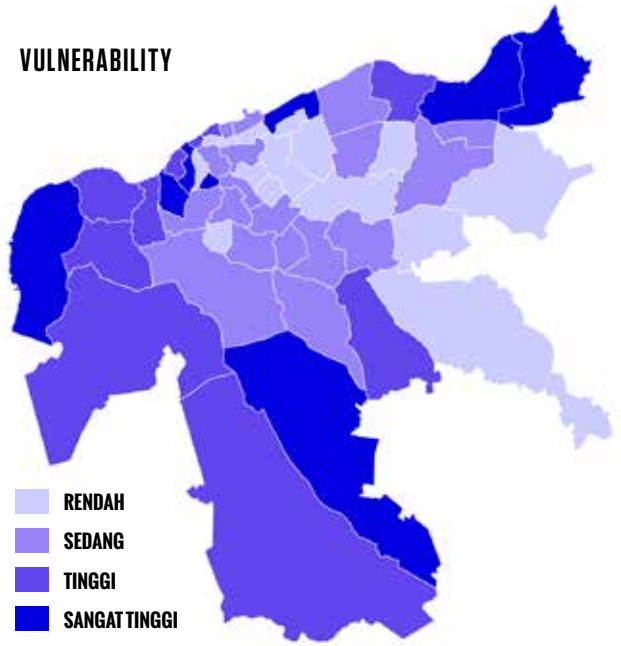 VULNERABILITY
RENDAH
SEDANG
TINGGI
SANGAT TINGGI